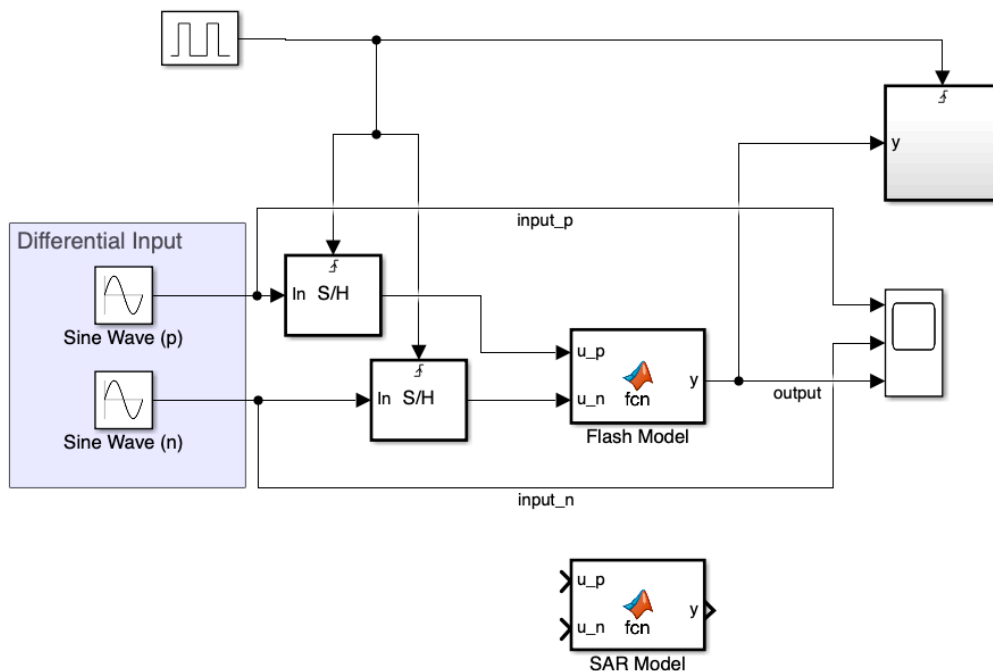 y
input_p
Differential Input
In S/H
Sine Wave (p)
u_p
In S/H
u_n
y
fcn
output
Sine Wave (n)
Flash Model
input_n
u_p
u_n
y
fcn
SAR Model